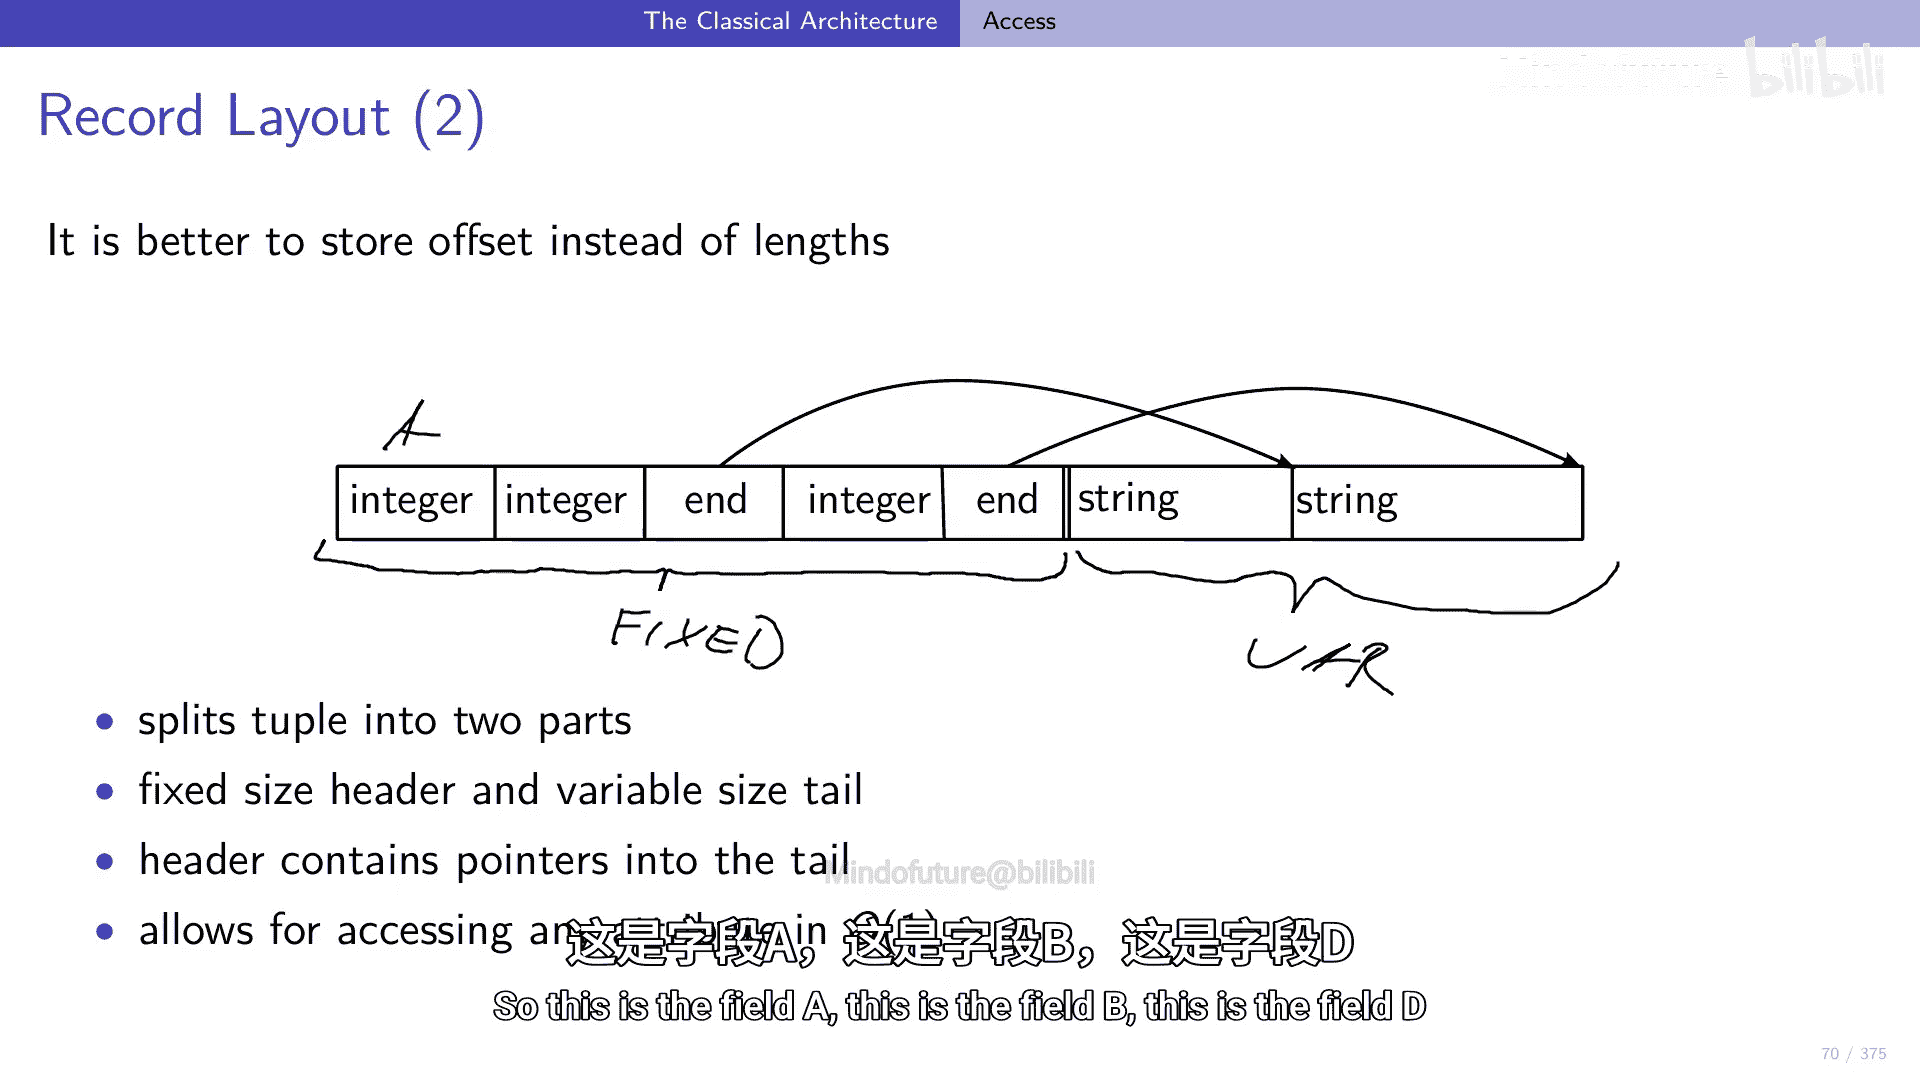 The Classical Architecture Access
bilibili
Record Layout (2)
It is better to store offset instead of lengths
A
integer integer end integer end string string
FIXED
VAR
splits tuple into two parts
fixed size header and variable size tail
header contains pointers into the tail
Mindofuture@bilibili
allows for accessing in
这是字段A，这是字段B，这是字段D
So this is the field A, this is the field B, this is the field D
70 / 375